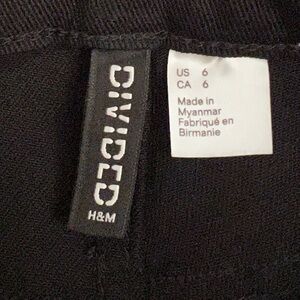 DIVIDED
H&M
US 6
CA 6
Made in
Myanmar
Fabriqué en
Birmanie